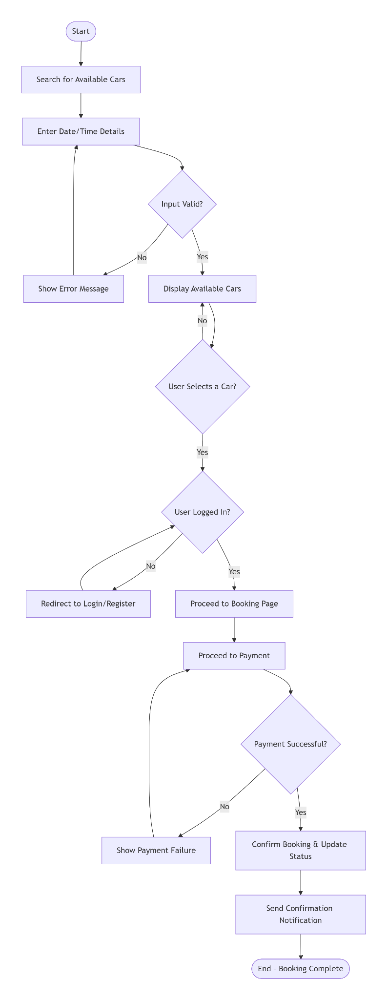 Start
Search for Available Cars
Enter Date/Time Details
Input Valid?
No
Yes
Show Error Message
Display Available Cars
No
User Selects a Car?
Yes
User Logged In?
No
Yes
Redirect to Login/Register
Proceed to Booking Page
Proceed to Payment
Payment Successful?
No
Yes
Show Payment Failure
Confirm Booking & Update
Status
Send Confirmation
Notification
End - Booking Complete